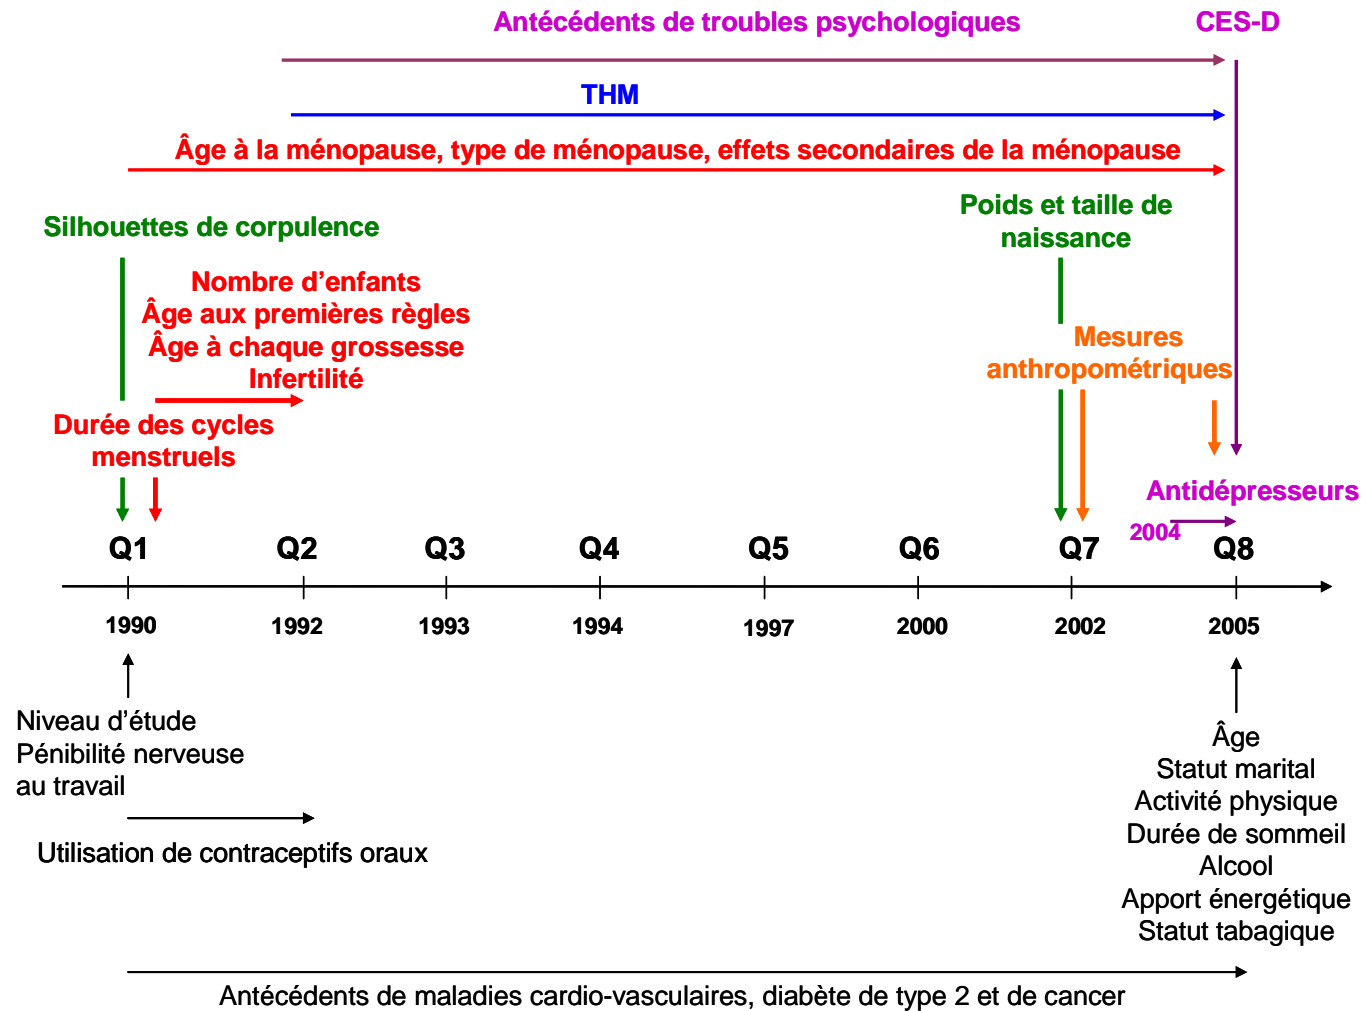 Antécédents de troubles psychologiques
CES-D
THM
Âge à la ménopause, type de ménopause, effets secondaires de la ménopause
Silhouettes de corpulence
Poids et taille de
naissance
Nombre d’enfants
Âge aux premières règles
Âge à chaque grossesse
Infertilité
Mesures
anthropométriques
Durée des cycles
menstruels
Antidépresseurs
2004
Q1 Q2 Q3 Q4 Q5 Q6 Q7 Q8
1990 1992 1993 1994 1997 2000 2002 2005
Niveau d’étude
Pénibilité nerveuse
au travail
Utilisation de contraceptifs oraux
Âge
Statut marital
Activité physique
Durée de sommeil
Alcool
Apport énergétique
Statut tabagique
Antécédents de maladies cardio-vasculaires, diabète de type 2 et de cancer